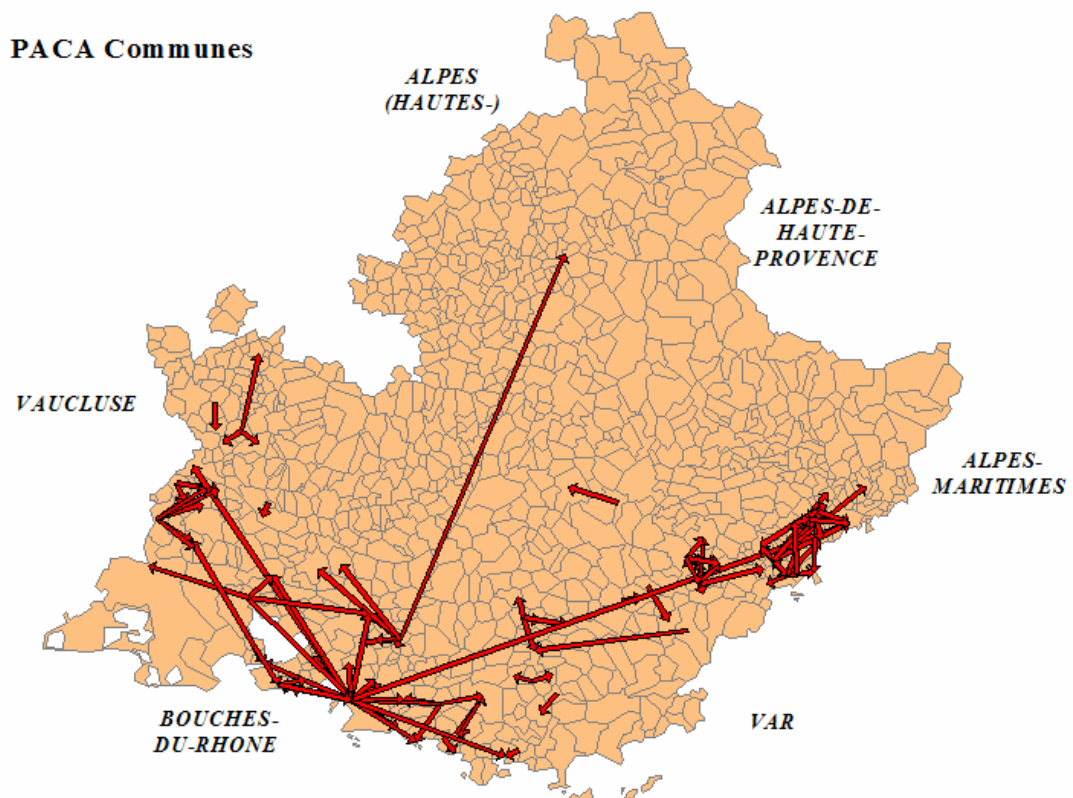 PACA Communes
ALPES
(HAUTES-)
ALPES-DE-
HAUTE-
PROVENCE
VAUCLUSE
ALPES-
MARITIMES
BOUCHES-
DU-RHONE
VAR